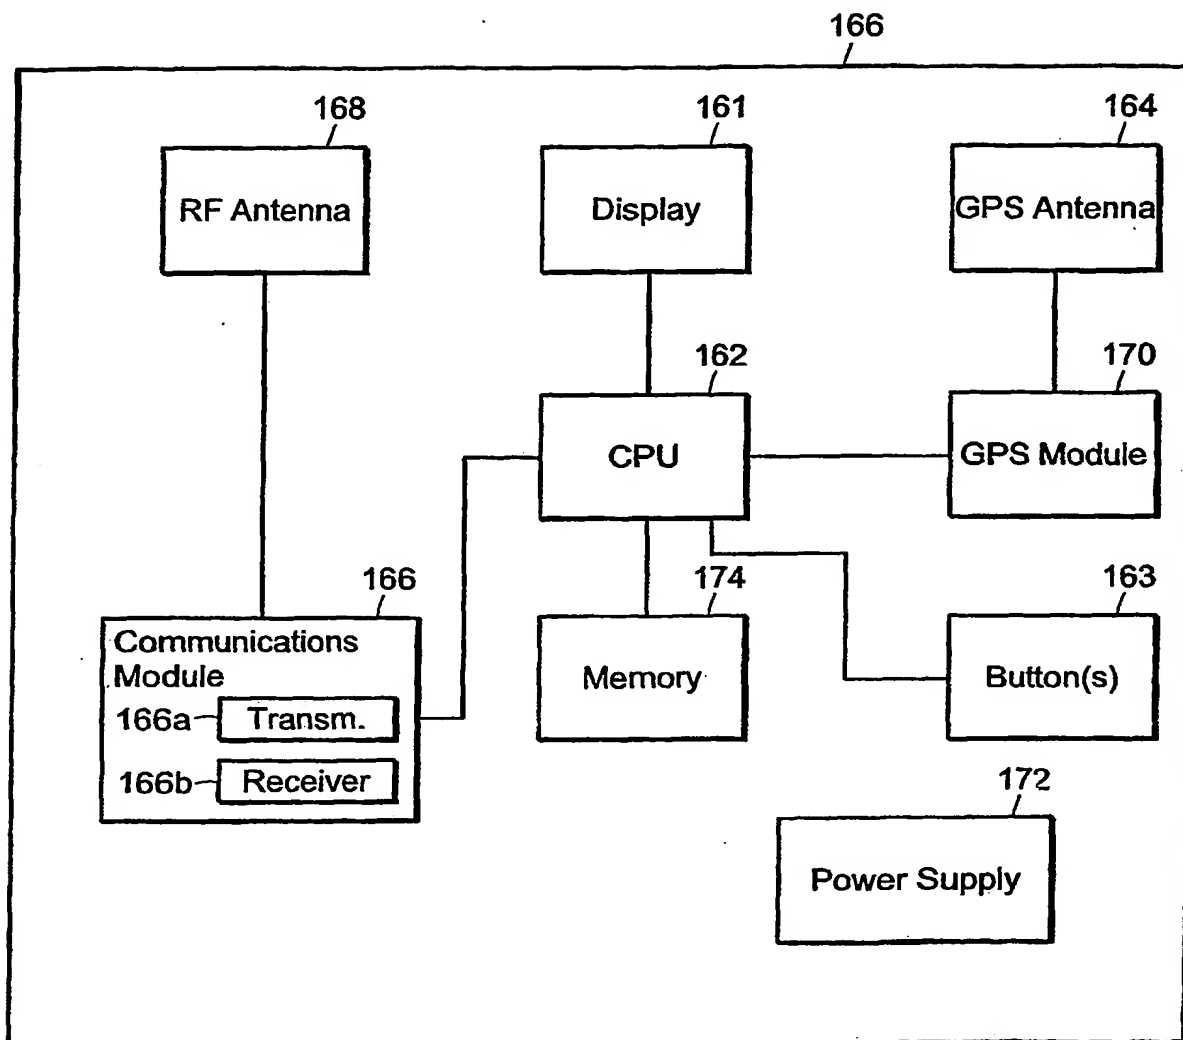 166
168
161
164
RF Antenna
Display
GPS Antenna
162
170
CPU
GPS Module
166
174
163
Communications
Module
Memory
Button(s)
166a
Transm.
166b
Receiver
172
Power Supply